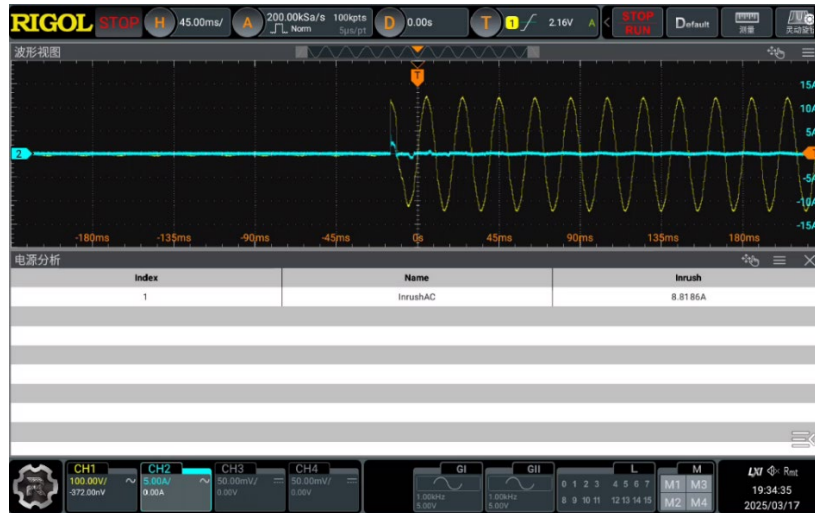 RIGOL STOP H 45.00ms/ A 200.00kSa/s 100kpts Norm 5μs/pt D 0.00s T 1 2.16V A < STOP RUN Default 测量
波形视图
T
15A
10A
5A
2
-5A
-10A
-15A
-180ms -135ms -90ms -45ms 0s 45ms 90ms 135ms 180ms
电源分析
Index Name Inrush
1 InrushAC 8.8186A
CH1 CH2 CH3 CH4 GI GII L M
100.00V/ 5.00A/ 50.00mV/ 50.00mV/ 0 1 2 3 4 5 6 7 M1 M3 LXI Rmt
-372.00nV 0.00A 0.00V 0.00V 1.00kHz 1.00kHz 8 9 10 11 12 13 14 15 M2 M4 19:34:35
5.00V 5.00V 2025/03/17